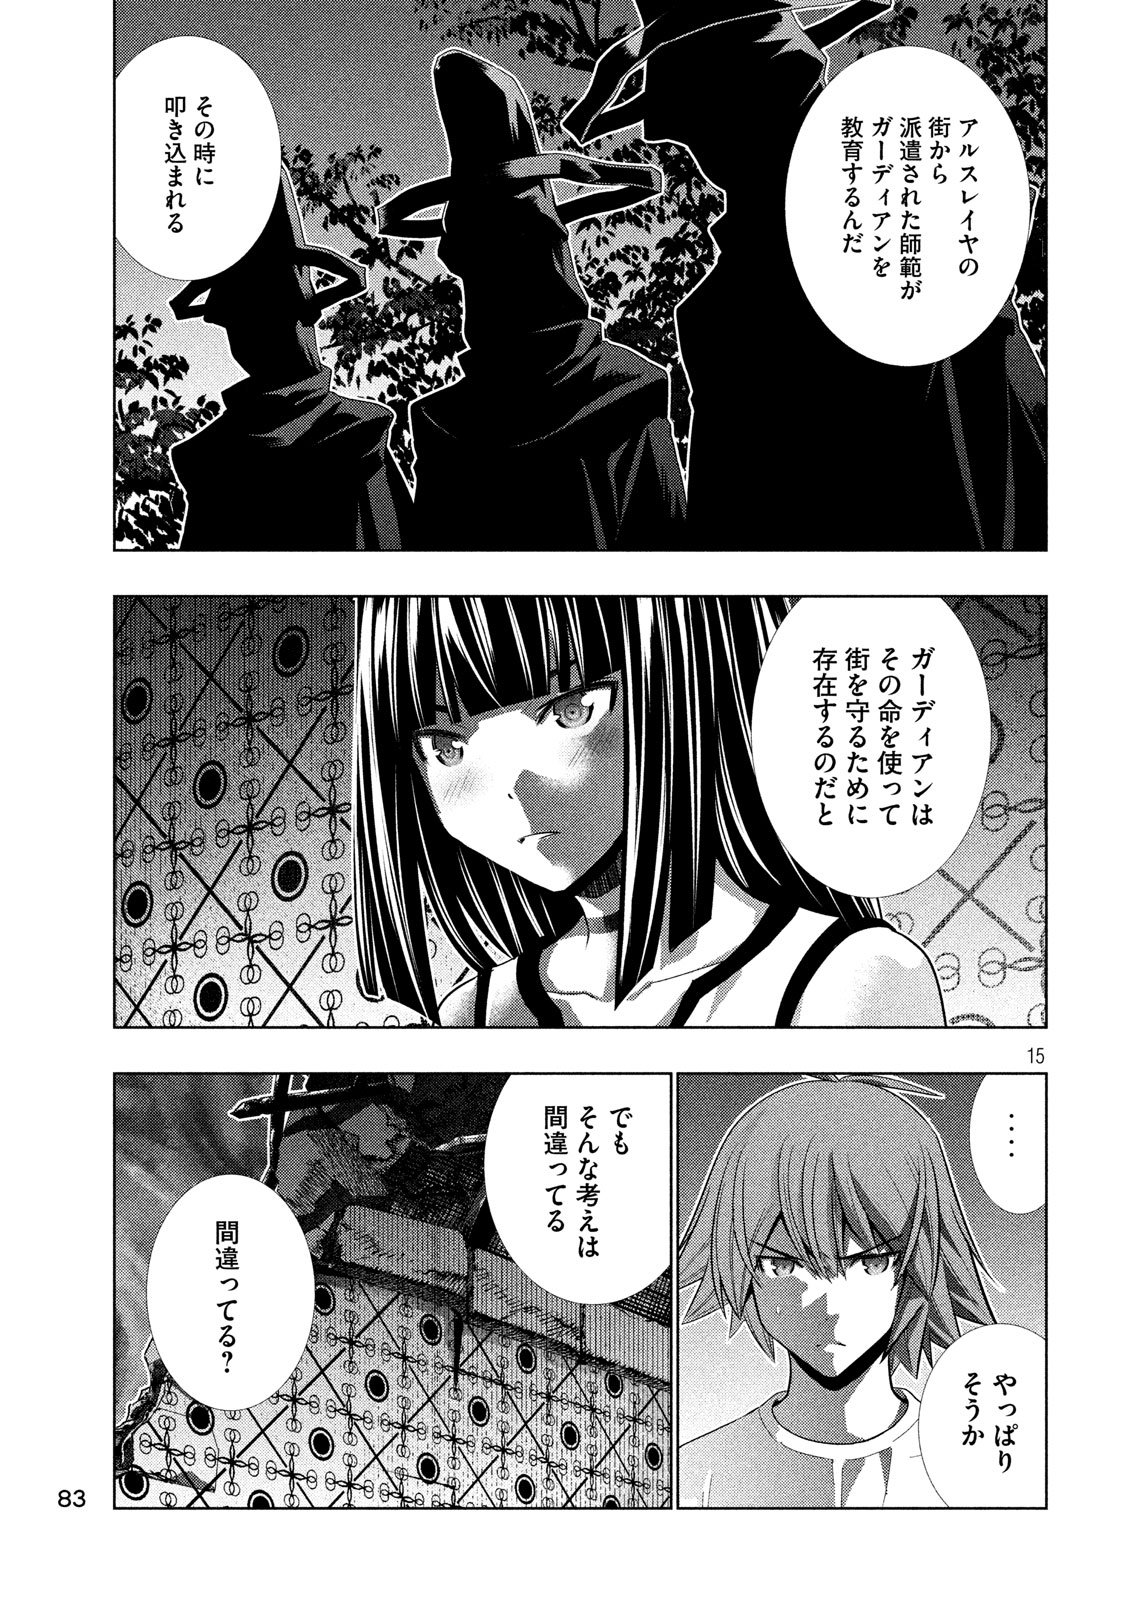 アルスレイヤの
街から
派遣された師範が
ガーディアンを
教育するんだ
その時に
叩き込まれる
ガーディアンは
その命を使って
街を守るために
存在するのだと
15
‥‥
やっぱり
そうか
でも
そんな考えは
間違ってる
間違ってる?
83